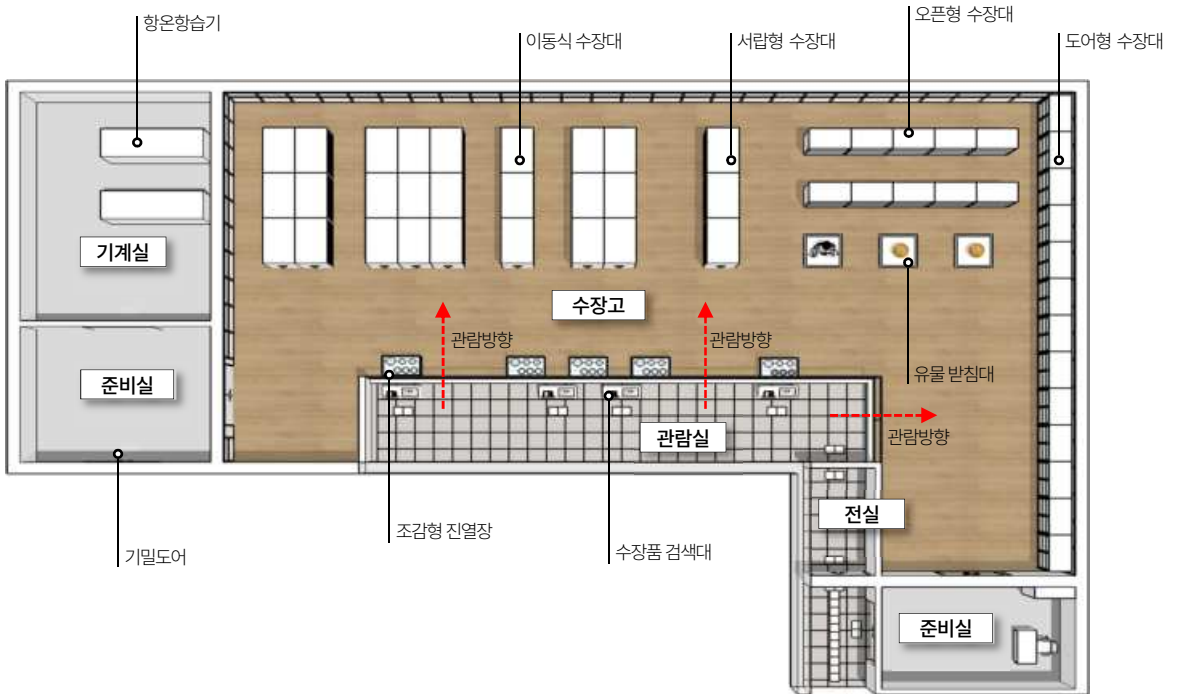 항온항습기
이동식 수장대
서랍형 수장대
오픈형 수장대
도어형 수장대
기계실
수장고
관람방향
관람방향
준비실
유물 받침대
관람실
관람방향
전실
조감형 진열장
수장품 검색대
기밀도어
준비실